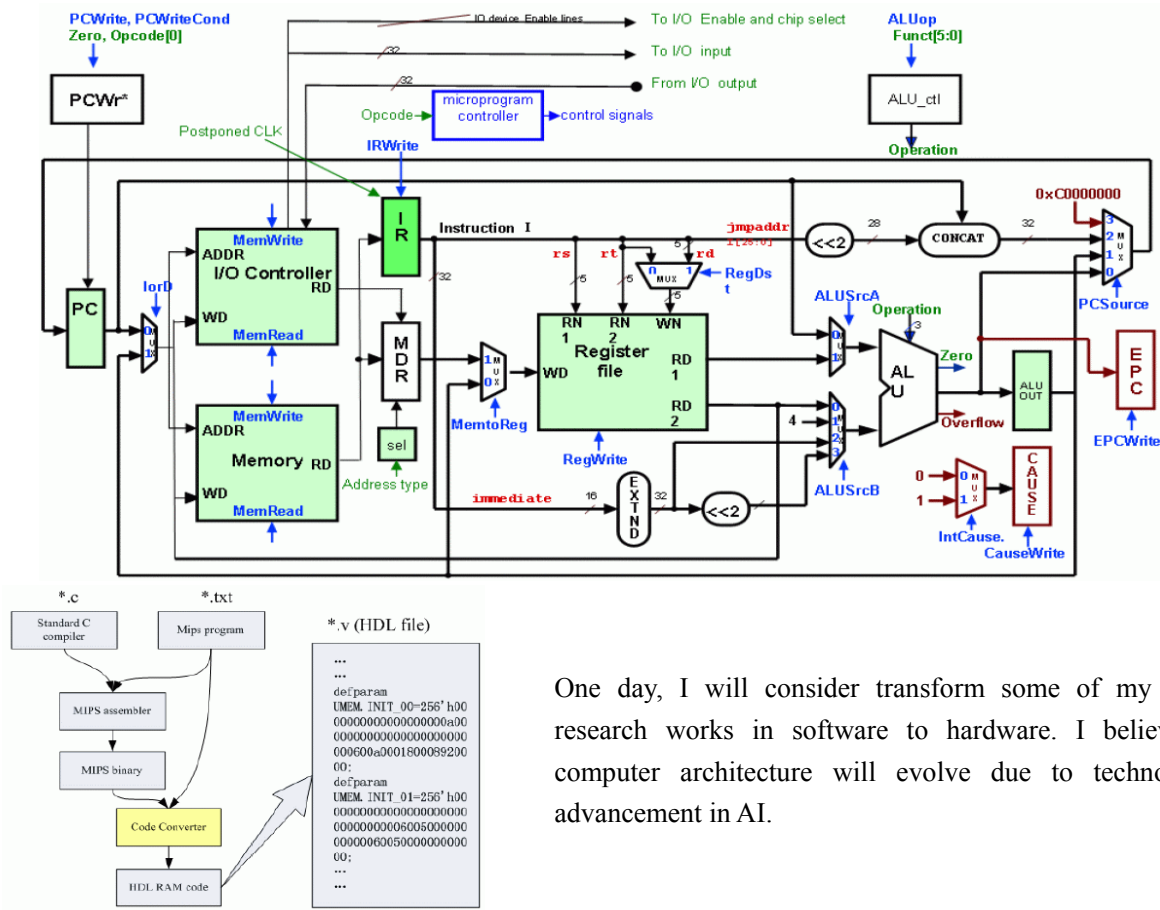 PCWrite, PCWriteCond
Zero, Opcode[0]
PCWr*
IO device Enable lines
To I/O Enable and chip select
32
To I/O input
32
From I/O output
ALUop
Funct[5:0]
ALU_ctl
Operation
microprogram
controller
Opcode
control signals
Postponed CLK
IRWrite
I
R
Instruction I
32
jmpaddr
I[25:0]
<<2
28
CONCAT
32
0xC0000000
3
2
1
0
M
U
X
PCSource
rs
rt
rd
5
5
5
5
0
MUX
1
RegDs
t
MemWrite
ADDR
I/O Controller
RD
WD
MemRead
PC
IorD
0
1
M
U
X
MemWrite
ADDR
Memory
RD
WD
MemRead
M
D
R
sel
Address type
1
0
M
U
X
MemtoReg
RN
1
RN
2
WN
Register
file
RD
1
WD
RD
2
RegWrite
ALUSrcA
0
1
M
U
X
Operation
3
AL
U
Zero
Overflow
ALU
OUT
E
P
C
EPCWrite
4
0
1
2
3
M
U
X
ALUSrcB
immediate
16
E
X
T
N
D
32
<<2
0
1
0
1
M
U
X
IntCause.
C
A
U
S
E
CauseWrite
*.c
*.txt
Standard C
compiler
Mips program
MIPS assembler
MIPS binary
Code Converter
HDL RAM code
*.v (HDL file)
...
...
defparam
UMEM.INIT_00=256'h00
00000000000000000a00
00000000000000000000
000600a0001800089200
00;
defparam
UMEM.INIT_01=256'h00
00000000000000000000
00000000006005000000
00000060050000000000
00;
...
...
One day, I will consider transform some of my
research works in software to hardware. I believ
computer architecture will evolve due to techno
advancement in AI.